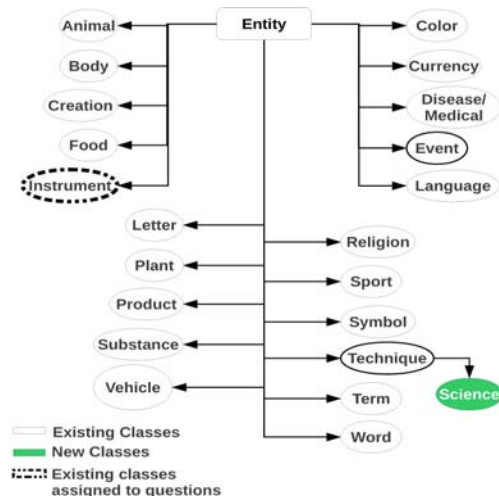 Entity
Animal
Body
Creation
Food
Instrument
Color
Currency
Disease/
Medical
Event
Language
Letter
Plant
Product
Substance
Vehicle
Religion
Sport
Symbol
Technique
Science
Term
Word
Existing Classes
New Classes
Existing classes
assigned to questions